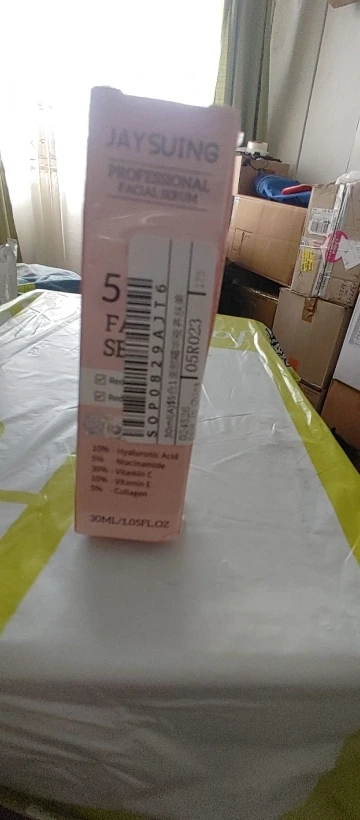 JAYSUING
PROFESSIONAL
FACIAL SERUM
5
FA
SE
SOP0829AJT6
05R023
10% Hyaluronic Acid
5% Niacinamide
30% Vitamin C
10% Vitamin E
5% Collagen
30ML/1.05FL.OZ